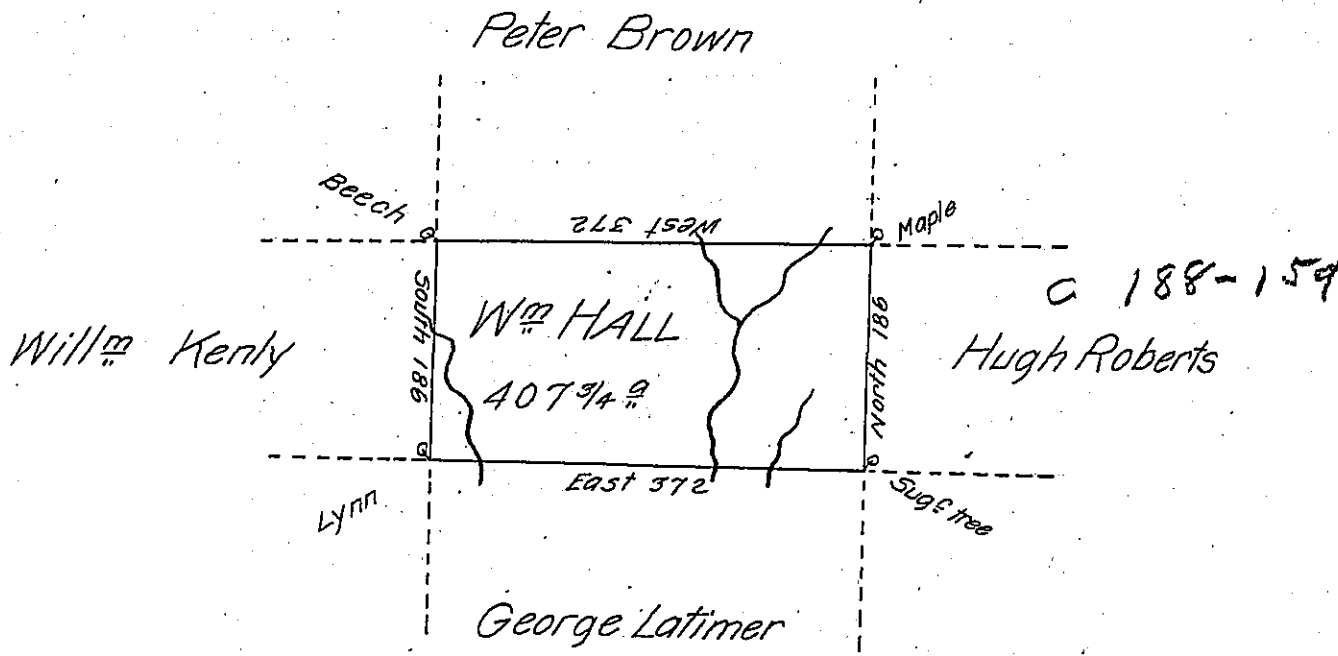 Peter Brown
Beech
West 372
Maple
C 188-159
South 186
Wm HALL
North 186
Willm Kenly
Hugh Roberts
407 3/4 a
East 372
Lynn
Sugr tree
George Latimer